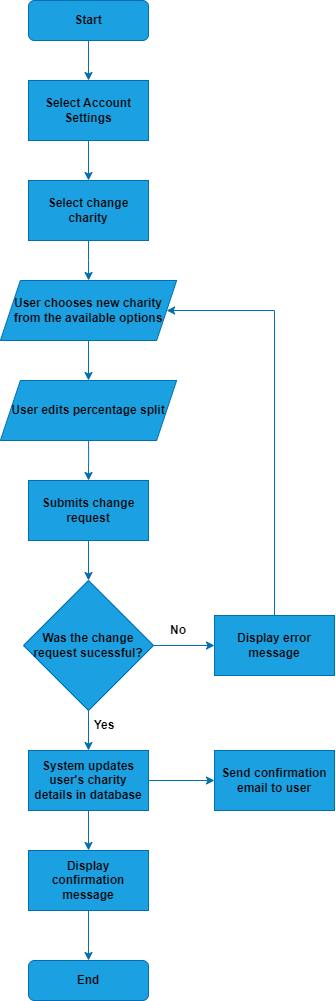 Start
Select Account
Settings
Select change
charity
User chooses new charity
from the available options
User edits percentage split
Submits change
request
Was the change
request sucessful?
No
Display error
message
Yes
System updates
user's charity
details in database
Send confirmation
email to user
Display
confirmation
message
End